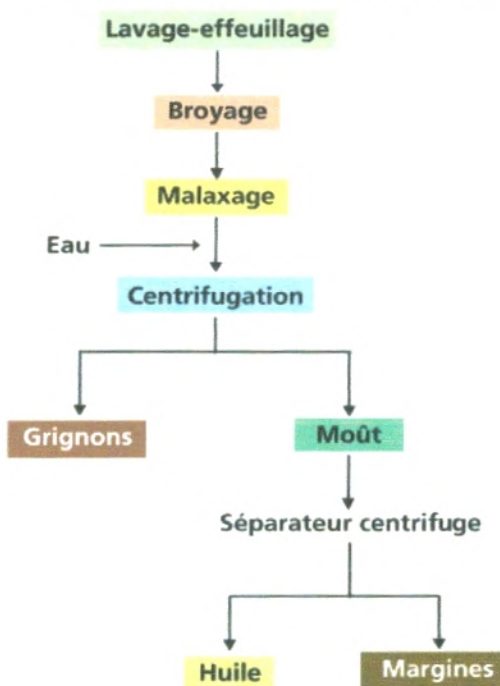 Lavage-effeuillage
Broyage
Malaxage
Eau
Centrifugation
Grignons
Moût
Séparateur centrifuge
Huile
Margines